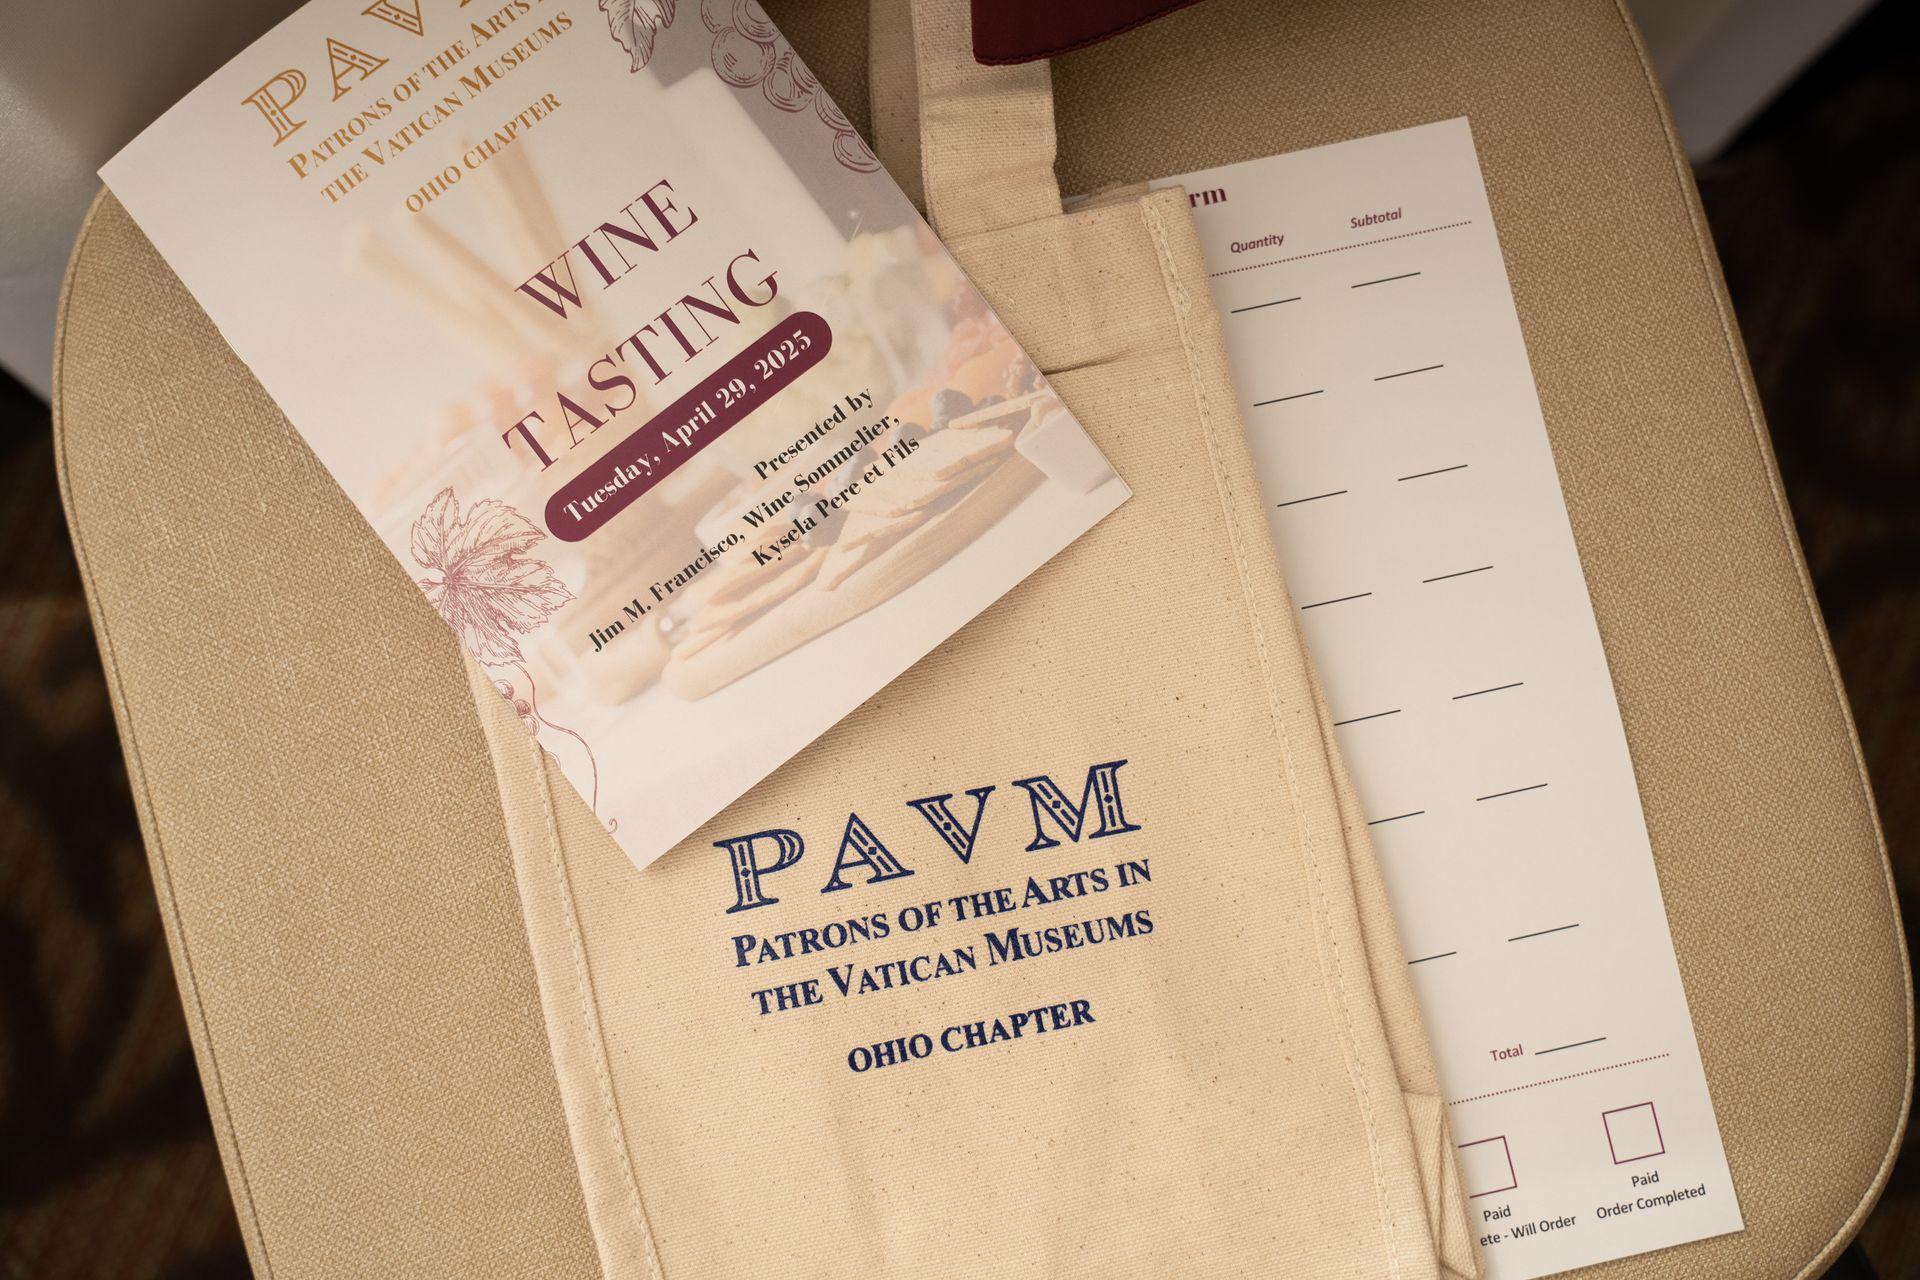 PAV
PATRONS OF THE ARTS
THE VATICAN MUSEUMS
OHIO CHAPTER
WINE
TASTING
Tuesday, April 29, 2025
Presented by
Jim M. Francisco, Wine Sommelier,
Kysela Pere et Fils
PAVM
PATRONS OF THE ARTS IN
THE VATICAN MUSEUMS
OHIO CHAPTER
rm
Quantity Subtotal
Total
Paid
ete - Will Order
Paid
Order Completed